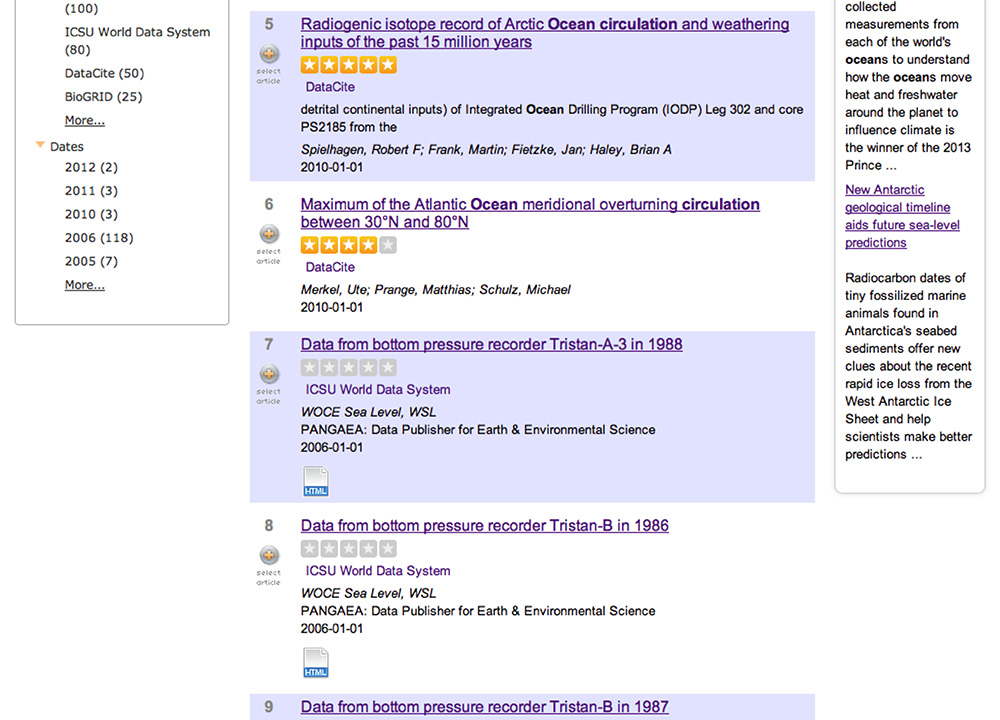 (100)
ICSU World Data System
(80)
DataCite (50)
BioGRID (25)
More...
Dates
2012 (2)
2011 (3)
2010 (3)
2006 (118)
2005 (7)
More...
5
select
article
Radiogenic isotope record of Arctic Ocean circulation and weathering
inputs of the past 15 million years
DataCite
detrital continental inputs) of Integrated Ocean Drilling Program (IODP) Leg 302 and core
PS2185 from the
Spielhagen, Robert F; Frank, Martin; Fietzke, Jan; Haley, Brian A
2010-01-01
6
select
article
Maximum of the Atlantic Ocean meridional overturning circulation
between 30°N and 80°N
DataCite
Merkel, Ute; Prange, Matthias; Schulz, Michael
2010-01-01
7
select
article
Data from bottom pressure recorder Tristan-A-3 in 1988
ICSU World Data System
WOCE Sea Level, WSL
PANGAEA: Data Publisher for Earth & Environmental Science
2006-01-01
HTML
8
select
article
Data from bottom pressure recorder Tristan-B in 1986
ICSU World Data System
WOCE Sea Level, WSL
PANGAEA: Data Publisher for Earth & Environmental Science
2006-01-01
HTML
9
Data from bottom pressure recorder Tristan-B in 1987
collected
measurements from
each of the world's
oceans to understand
how the oceans move
heat and freshwater
around the planet to
influence climate is
the winner of the 2013
Prince ...
New Antarctic
geological timeline
aids future sea-level
predictions
Radiocarbon dates of
tiny fossilized marine
animals found in
Antarctica's seabed
sediments offer new
clues about the recent
rapid ice loss from the
West Antarctic Ice
Sheet and help
scientists make better
predictions ...